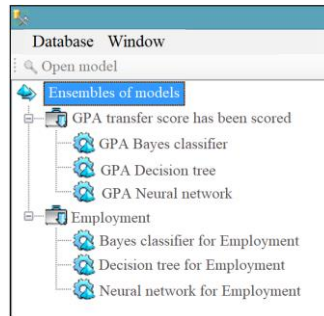 Database Window
Open model
Ensembles of models
GPA transfer score has been scored
GPA Bayes classifier
GPA Decision tree
GPA Neural network
Employment
Bayes classifier for Employment
Decision tree for Employment
Neural network for Employment